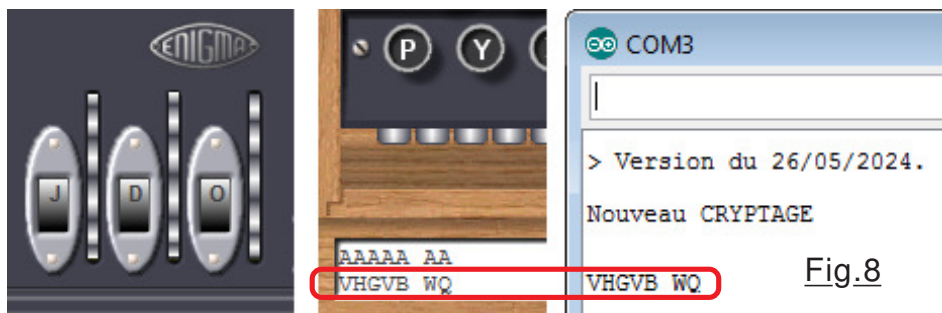 ENIGMA
J D O
P Y
AAAAA AA
VHGVB WQ
COM3
> Version du 26/05/2024.
Nouveau CRYPTAGE
VHGVB WQ
Fig.8